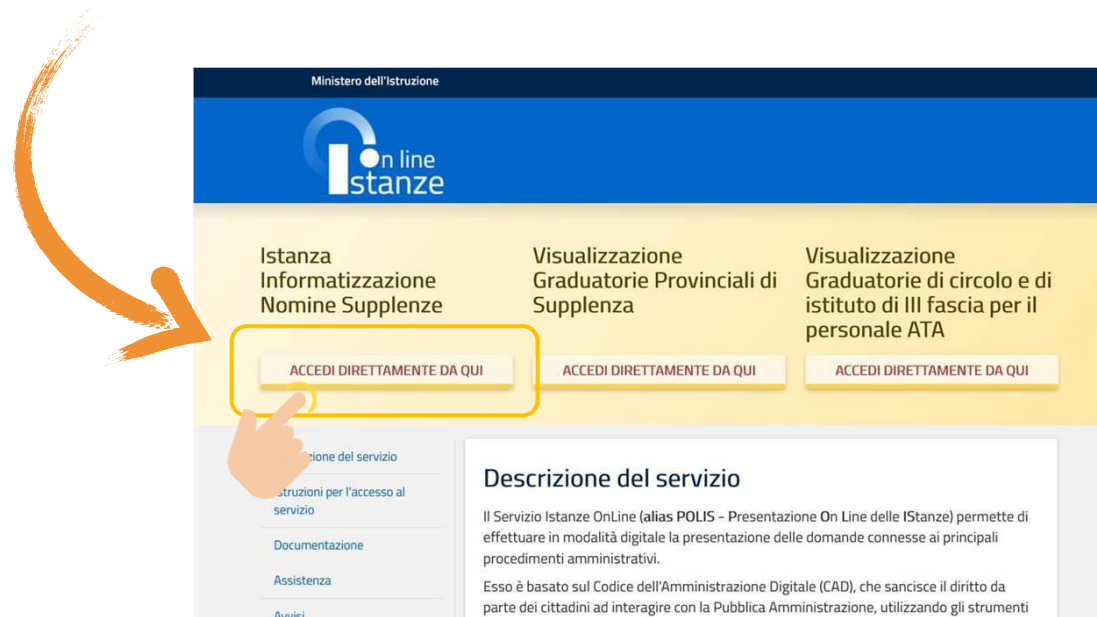 Ministero dell'Istruzione
On line
Istanze
Istanza
Informatizzazione
Nomine Supplenze
ACCEDI DIRETTAMENTE DA QUI
Visualizzazione
Graduatorie Provinciali di
Supplenza
ACCEDI DIRETTAMENTE DA QUI
Visualizzazione
Graduatorie di circolo e di
istituto di III fascia per il
personale ATA
ACCEDI DIRETTAMENTE DA QUI
del servizio
Istruzioni per l'accesso al
servizio
Documentazione
Assistenza
Avvisi
Descrizione del servizio
Il Servizio Istanze OnLine (alias POLIS - Presentazione On Line delle IStanze) permette di
effettuare in modalità digitale la presentazione delle domande connesse ai principali
procedimenti amministrativi.
Esso è basato sul Codice dell'Amministrazione Digitale (CAD), che sancisce il diritto da
parte dei cittadini ad interagire con la Pubblica Amministrazione, utilizzando gli strumenti